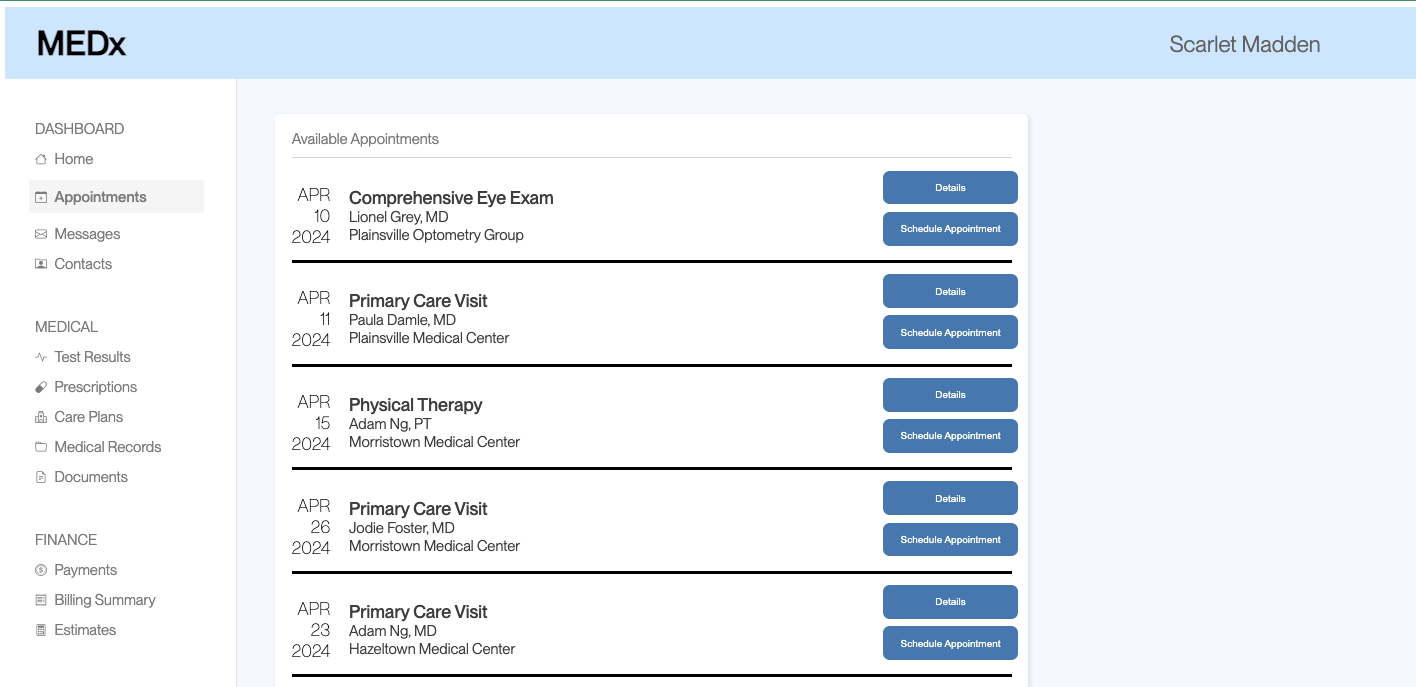 MEDx
Scarlet Madden
DASHBOARD
Home
Appointments
Messages
Contacts
MEDICAL
Test Results
Prescriptions
Care Plans
Medical Records
Documents
FINANCE
Payments
Billing Summary
Estimates
Available Appointments
APR
10
2024
Comprehensive Eye Exam
Lionel Grey, MD
Plainsville Optometry Group
Details
Schedule Appointment
APR
11
2024
Primary Care Visit
Paula Damle, MD
Plainsville Medical Center
Details
Schedule Appointment
APR
15
2024
Physical Therapy
Adam Ng, PT
Morristown Medical Center
Details
Schedule Appointment
APR
26
2024
Primary Care Visit
Jodie Foster, MD
Morristown Medical Center
Details
Schedule Appointment
APR
23
2024
Primary Care Visit
Adam Ng, MD
Hazeltown Medical Center
Details
Schedule Appointment